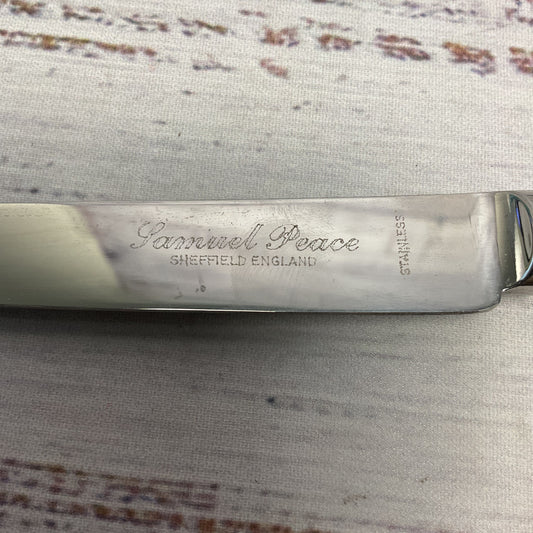 Samuel Peace
SHEFFIELD ENGLAND
STAINLESS